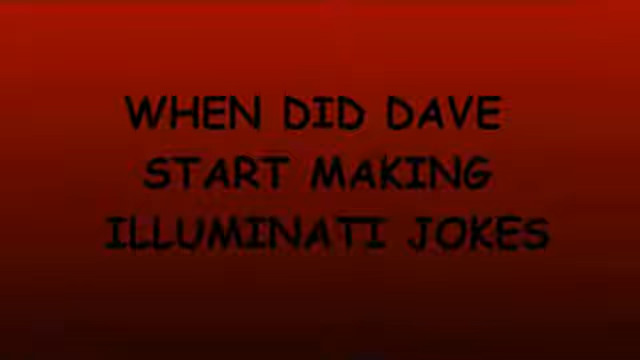 WHEN DID DAVE
START MAKING
ILLUMINATI JOKES